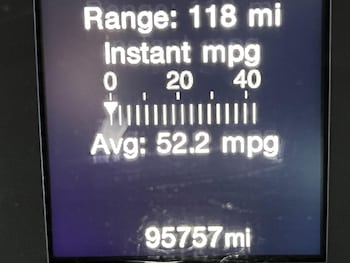 Range: 118 mi
Instant mpg
0 20 40
Avg: 52.2 mpg
95757mi